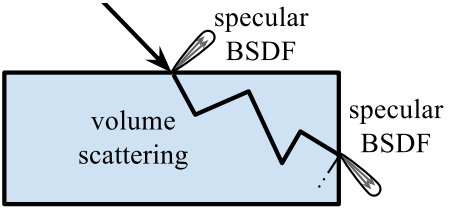 specular
BSDF
specular
BSDF
volume
scattering